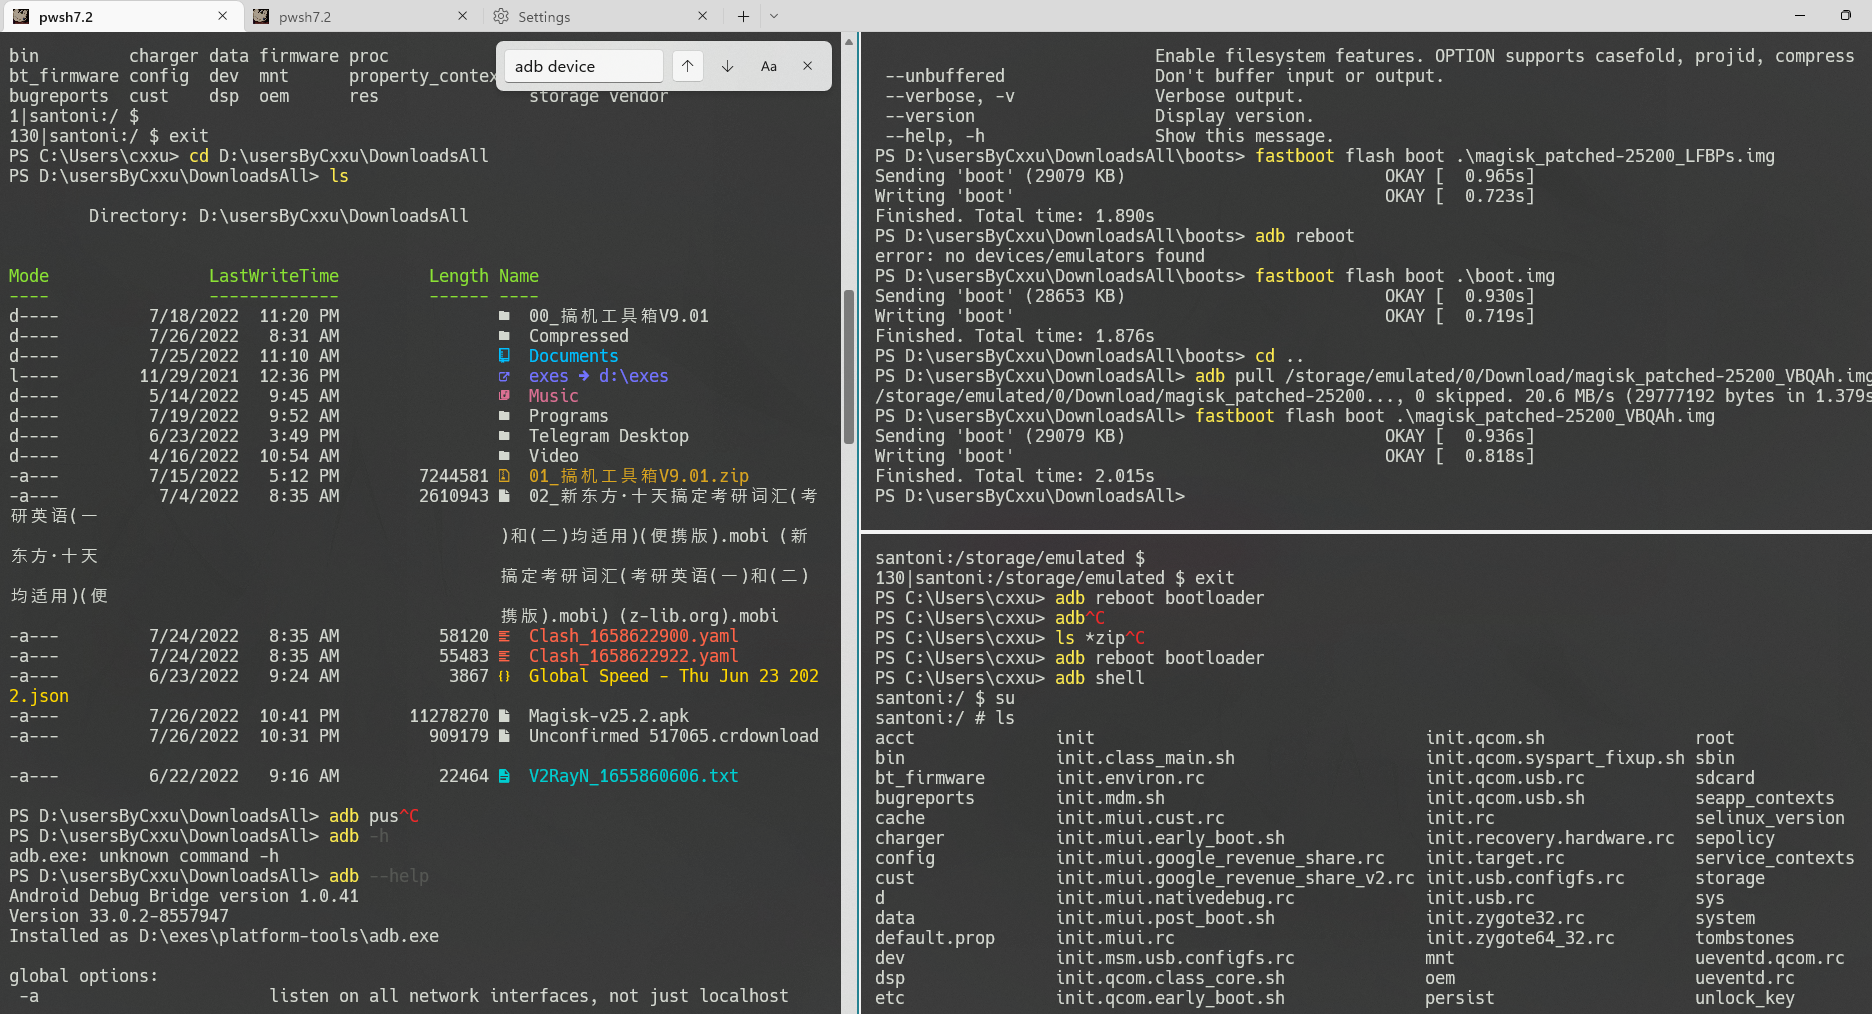 pwsh7.2
pwsh7.2
Settings
adb device
Aa
bin charger data firmware proc
bt_firmware config dev mnt property_contex
bugreports cust dsp oem res storage vendor
1|santoni:/ $
130|santoni:/ $ exit
PS C:\Users\cxxu> cd D:\usersByCxxu\DownloadsAll
PS D:\usersByCxxu\DownloadsAll> ls
Directory: D:\usersByCxxu\DownloadsAll
Mode LastWriteTime Length Name
---- ------------- ------ ----
d---- 7/18/2022 11:20 PM 00_搞机工具箱V9.01
d---- 7/26/2022 8:31 AM Compressed
d---- 7/25/2022 11:10 AM Documents
l---- 11/29/2021 12:36 PM exes ➜ d:\exes
d---- 5/14/2022 9:45 AM Music
d---- 7/19/2022 9:52 AM Programs
d---- 6/23/2022 3:49 PM Telegram Desktop
d---- 4/16/2022 10:54 AM Video
-a--- 7/15/2022 5:12 PM 7244581 01_搞机工具箱V9.01.zip
-a--- 7/4/2022 8:35 AM 2610943 02_新东方·十天搞定考研词汇(考
研英语(一
)和(二)均适用)(便携版).mobi (新
东方·十天
搞定考研词汇(考研英语(一)和(二)
均适用)(便
携版).mobi) (z-lib.org).mobi
-a--- 7/24/2022 8:35 AM 58120 Clash_1658622900.yaml
-a--- 7/24/2022 8:35 AM 55483 Clash_1658622922.yaml
-a--- 6/23/2022 9:24 AM 3867 {} Global Speed - Thu Jun 23 202
2.json
-a--- 7/26/2022 10:41 PM 11278270 Magisk-v25.2.apk
-a--- 7/26/2022 10:31 PM 909179 Unconfirmed 517065.crdownload
-a--- 6/22/2022 9:16 AM 22464 V2RayN_1655860606.txt
PS D:\usersByCxxu\DownloadsAll> adb pus^C
PS D:\usersByCxxu\DownloadsAll> adb -h
adb.exe: unknown command -h
PS D:\usersByCxxu\DownloadsAll> adb --help
Android Debug Bridge version 1.0.41
Version 33.0.2-8557947
Installed as D:\exes\platform-tools\adb.exe
global options:
-a listen on all network interfaces, not just localhost
Enable filesystem features. OPTION supports casefold, projid, compress
--unbuffered Don't buffer input or output.
--verbose, -v Verbose output.
--version Display version.
--help, -h Show this message.
PS D:\usersByCxxu\DownloadsAll\boots> fastboot flash boot .\magisk_patched-25200_LFBPs.img
Sending 'boot' (29079 KB) OKAY [ 0.965s]
Writing 'boot' OKAY [ 0.723s]
Finished. Total time: 1.890s
PS D:\usersByCxxu\DownloadsAll\boots> adb reboot
error: no devices/emulators found
PS D:\usersByCxxu\DownloadsAll\boots> fastboot flash boot .\boot.img
Sending 'boot' (28653 KB) OKAY [ 0.930s]
Writing 'boot' OKAY [ 0.719s]
Finished. Total time: 1.876s
PS D:\usersByCxxu\DownloadsAll\boots> cd ..
PS D:\usersByCxxu\DownloadsAll> adb pull /storage/emulated/0/Download/magisk_patched-25200_VBQAh.img
/storage/emulated/0/Download/magisk_patched-25200..., 0 skipped. 20.6 MB/s (29777192 bytes in 1.379s
PS D:\usersByCxxu\DownloadsAll> fastboot flash boot .\magisk_patched-25200_VBQAh.img
Sending 'boot' (29079 KB) OKAY [ 0.936s]
Writing 'boot' OKAY [ 0.818s]
Finished. Total time: 2.015s
PS D:\usersByCxxu\DownloadsAll>
santoni:/storage/emulated $
130|santoni:/storage/emulated $ exit
PS C:\Users\cxxu> adb reboot bootloader
PS C:\Users\cxxu> adb^C
PS C:\Users\cxxu> ls *zip^C
PS C:\Users\cxxu> adb reboot bootloader
PS C:\Users\cxxu> adb shell
santoni:/ $ su
santoni:/ # ls
acct init init.qcom.sh root
bin init.class_main.sh init.qcom.syspart_fixup.sh sbin
bt_firmware init.environ.rc init.qcom.usb.rc sdcard
bugreports init.mdm.sh init.qcom.usb.sh seapp_contexts
cache init.miui.cust.rc init.rc selinux_version
charger init.miui.early_boot.sh init.recovery.hardware.rc sepolicy
config init.miui.google_revenue_share.rc init.target.rc service_contexts
cust init.miui.google_revenue_share_v2.rc init.usb.configfs.rc storage
d init.miui.nativedebug.rc init.usb.rc sys
data init.miui.post_boot.sh init.zygote32.rc system
default.prop init.miui.rc init.zygote64_32.rc tombstones
dev init.msm.usb.configfs.rc mnt ueventd.qcom.rc
dsp init.qcom.class_core.sh oem ueventd.rc
etc init.qcom.early_boot.sh persist unlock_key